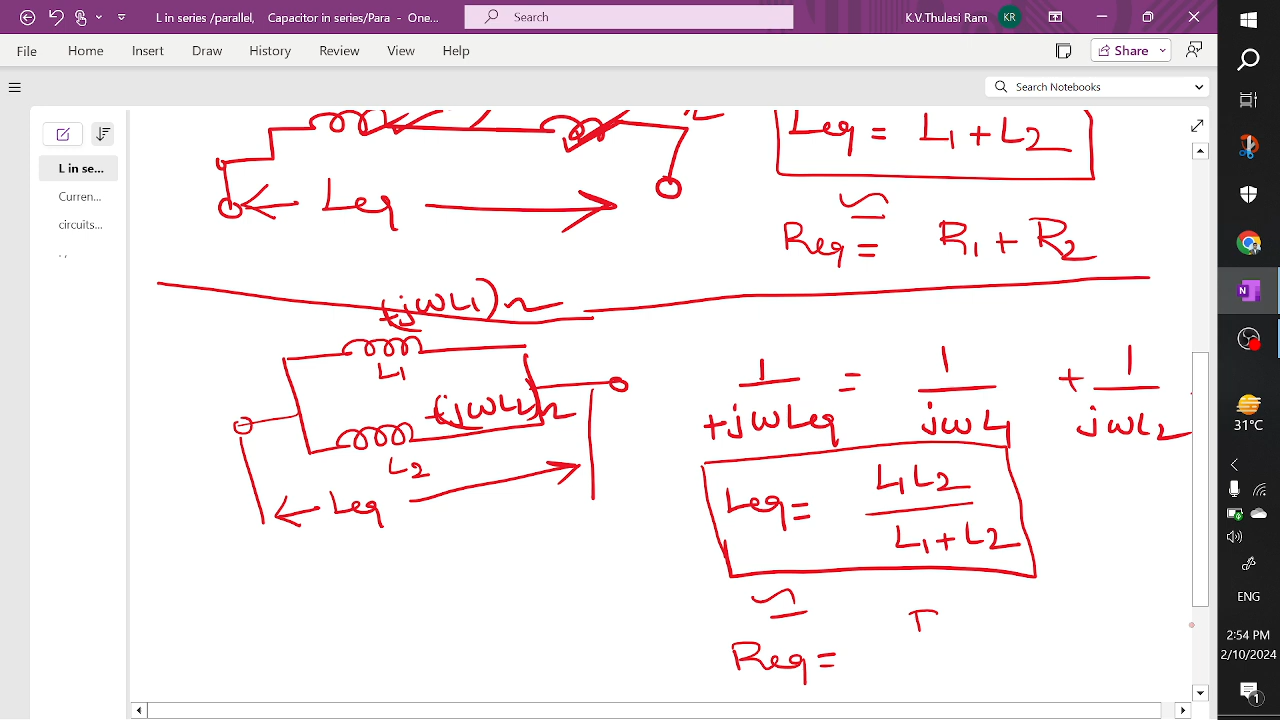 L in series /parallel, Capacitor in series/Para - One...
Search
K.V.Thulasi Ram
KR
File Home Insert Draw History Review View Help
Share
Search Notebooks
L in se...
Curren...
circuits...
Leq = L1 + L2
Leq
≃
Req = R1 + R2
(+jωL1)Ω
L1
(+jωL2)Ω
L2
Leq
1/+jωLeq = 1/jωL1 + 1/jωL2
Leq = L1L2/L1+L2
≃
Req =
31°C
ENG
2:54 PM
2/10/2024
1